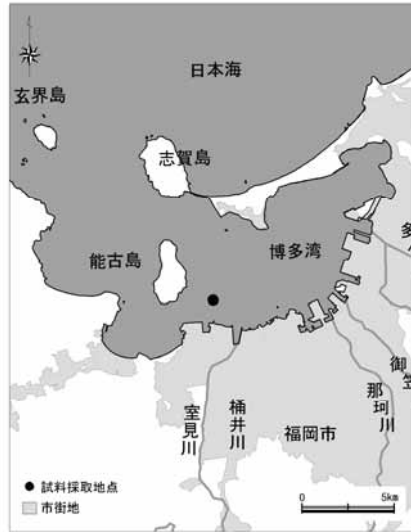 日本海
玄界島
志賀島
能古島
博多湾
多
御笠
那珂川
室見川
樋井川
福岡市
試料採取地点
市街地
0 5km